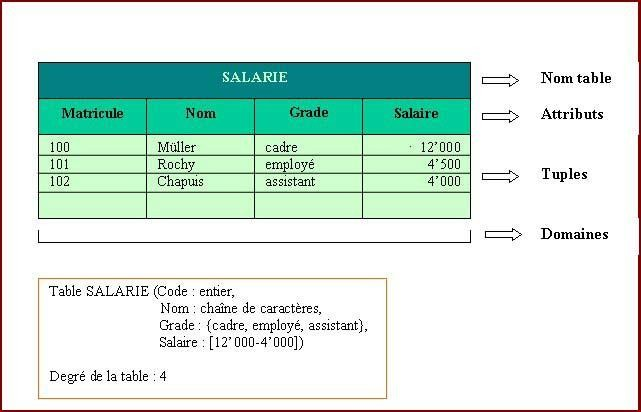 SALARIE
Nom table
Matricule Nom Grade Salaire
Attributs
100 Müller cadre 12’000
101 Rochy employé 4’500
102 Chapuis assistant 4’000
Tuples
Domaines
Table SALARIE (Code : entier,
Nom : chaîne de caractères,
Grade : {cadre, employé, assistant},
Salaire : [12’000-4’000])
Degré de la table : 4